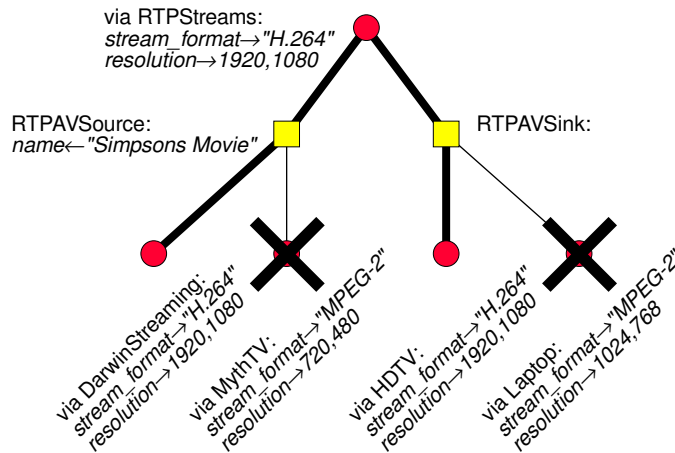 via RTPStreams:
stream_format→"H.264"
resolution→1920,1080
RTPAVSource:
name←"Simpsons Movie"
RTPAVSink:
via DarwinStreaming:
stream_format→"H.264"
resolution→1920,1080
via MythTV:
stream_format→"MPEG-2"
resolution→720,480
via HDTV:
stream_format→"H.264"
resolution→1920,1080
via Laptop:
stream_format→"MPEG-2"
resolution→1024,768